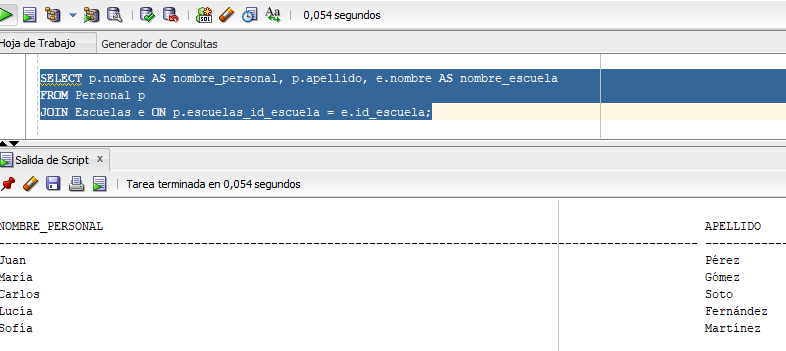 0,054 segundos
Hoja de Trabajo Generador de Consultas
SELECT p.nombre AS nombre_personal, p.apellido, e.nombre AS nombre_escuela
FROM Personal p
JOIN Escuelas e ON p.escuelas_id_escuela = e.id_escuela;
Salida de Script x
Tarea terminada en 0,054 segundos
NOMBRE_PERSONAL APELLIDO
Juan Pérez
María Gómez
Carlos Soto
Lucía Fernández
Sofía Martínez